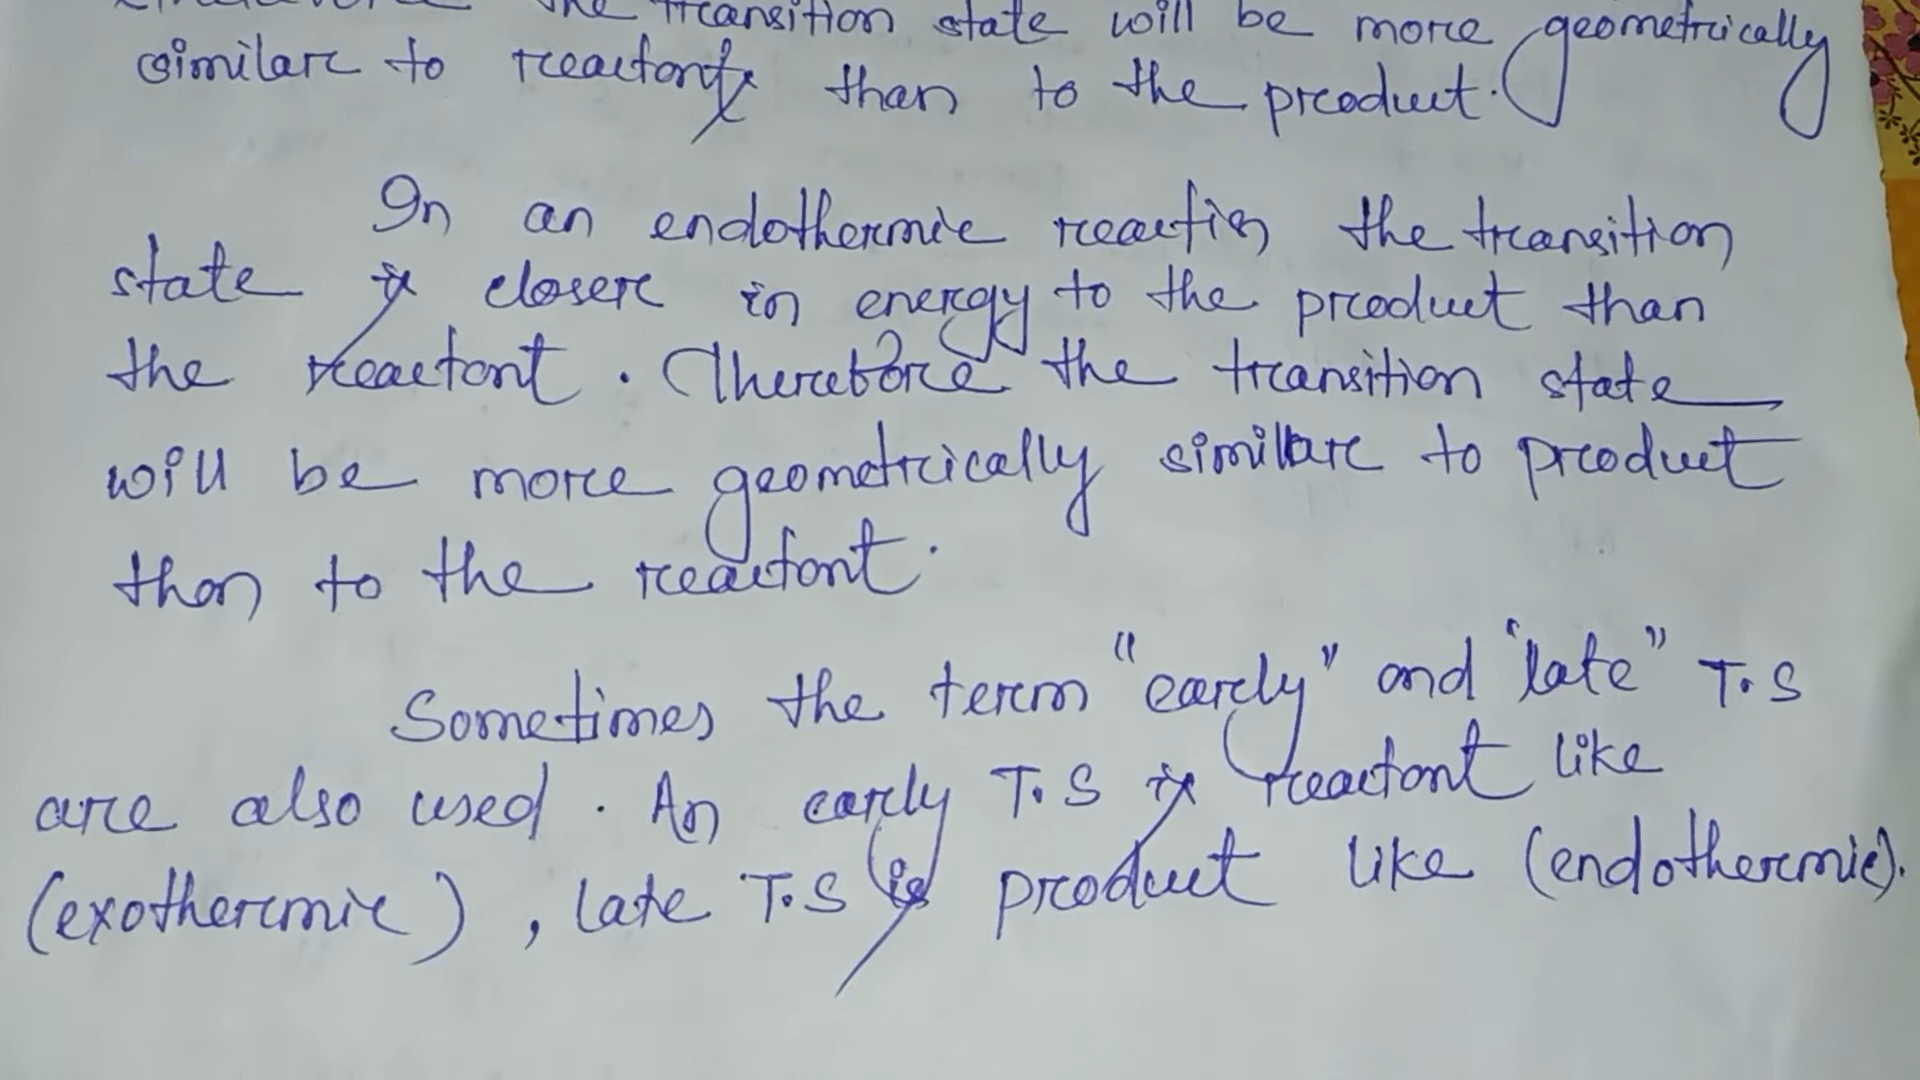 the transition state will be more geometrically
similar to reactants than to the product.
In an endothermic reaction the transition
state is closer in energy to the product than
the reactant. Therefore the transition state
will be more geometrically similar to product
than to the reactant.
Sometimes the term "early" and "late" T.S
are also used. An early T.S is reactant like
(exothermic), late T.S is product like (endothermic).